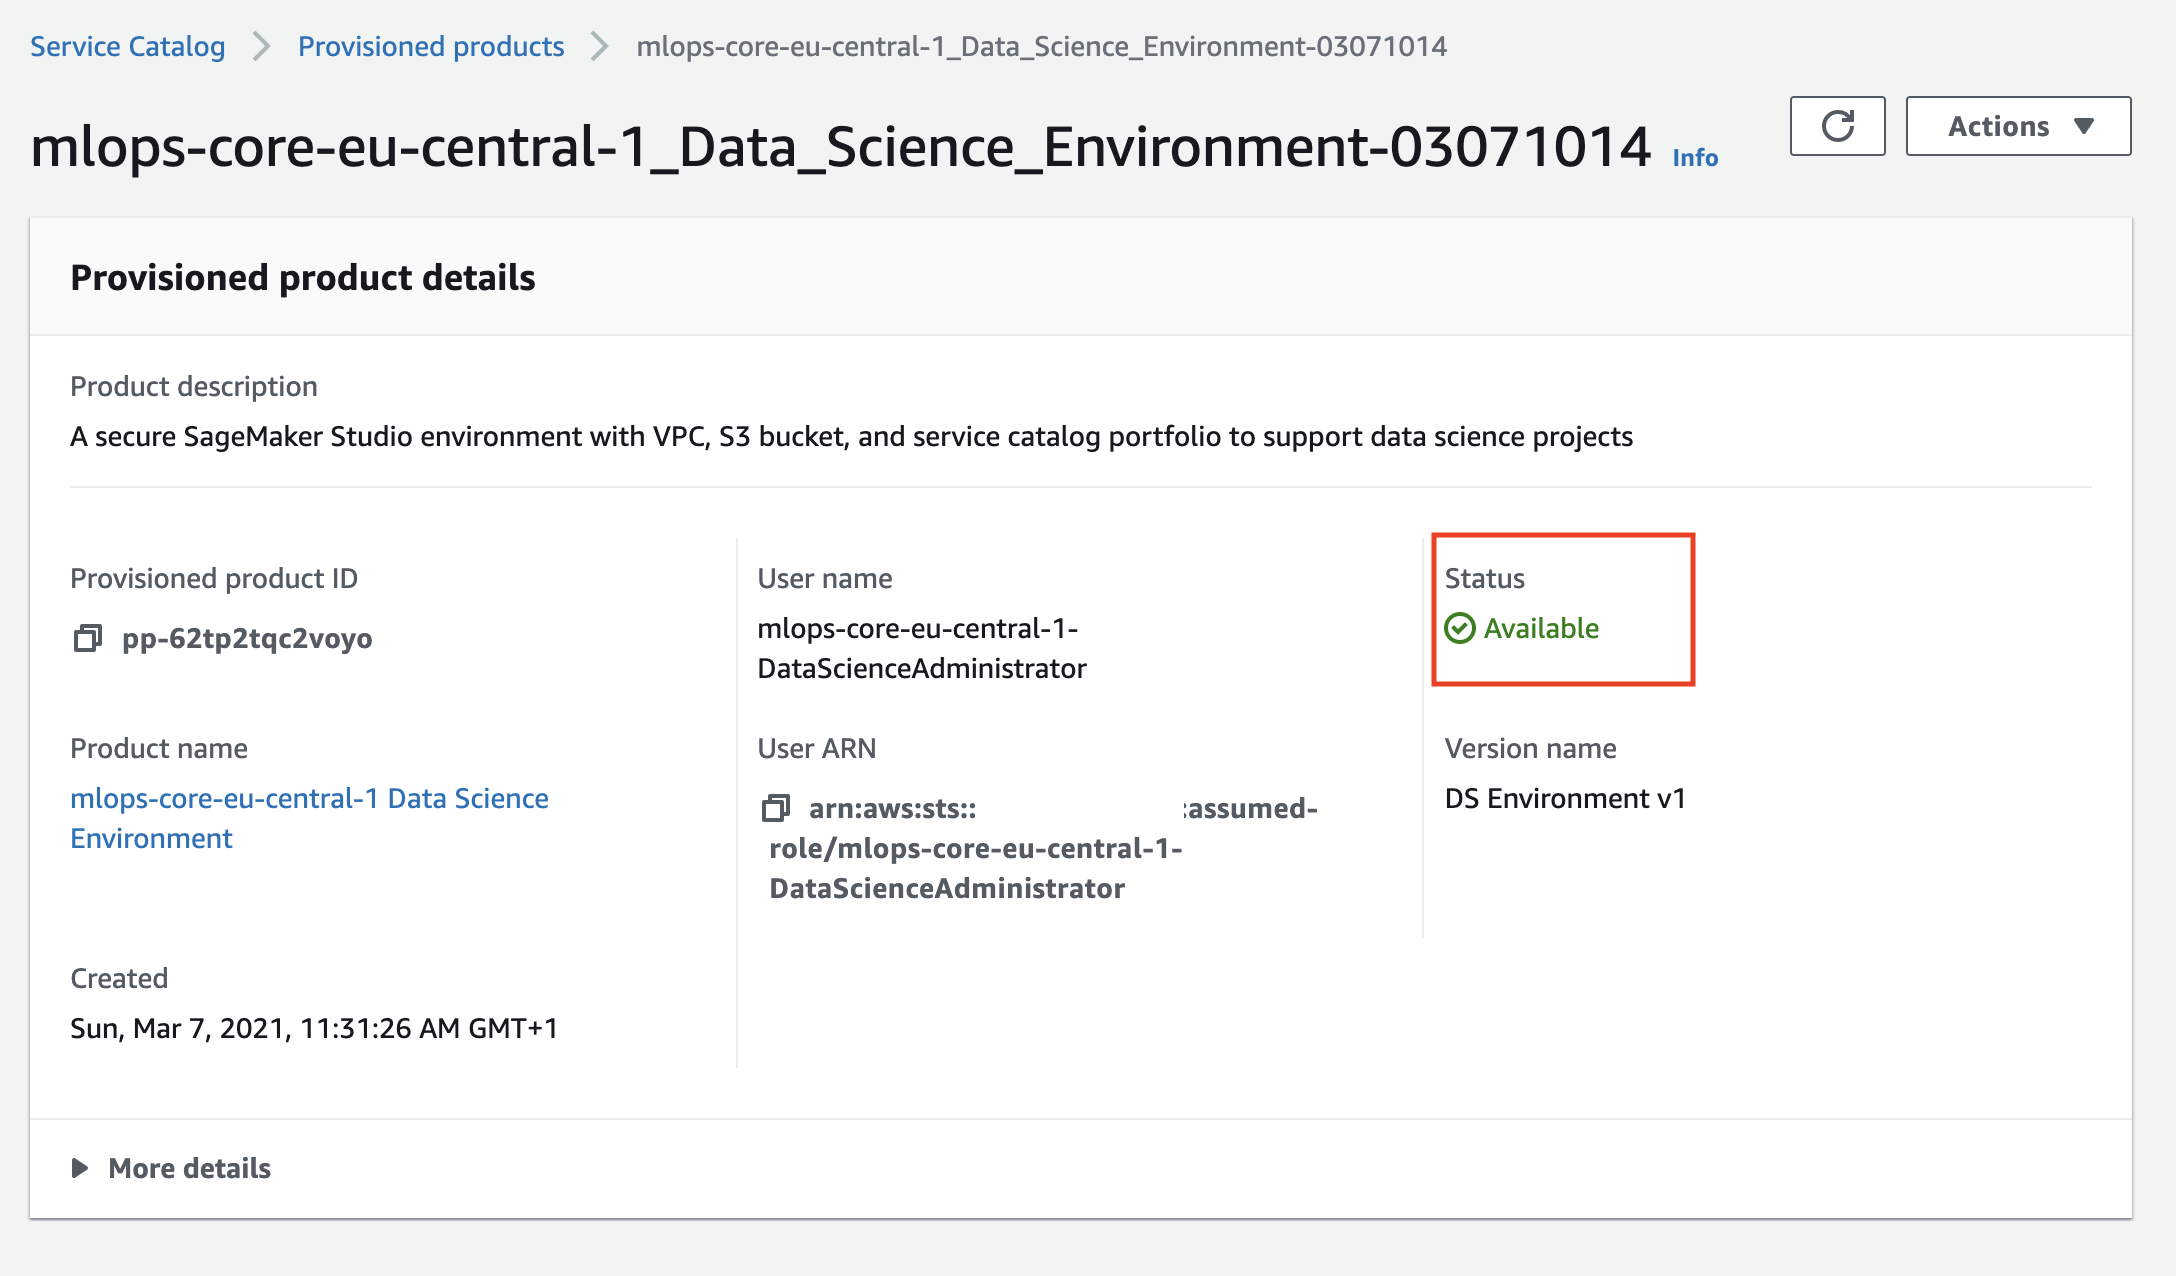 Service Catalog Provisioned products mlops-core-eu-central-1_Data_Science_Environment-03071014
mlops-core-eu-central-1_Data_Science_Environment-03071014 Info
Actions
Provisioned product details
Product description
A secure SageMaker Studio environment with VPC, S3 bucket, and service catalog portfolio to support data science projects
Provisioned product ID
pp-62tp2tqc2voyo
User name
mlops-core-eu-central-1-
DataScienceAdministrator
Status
Available
Product name
mlops-core-eu-central-1 Data Science
Environment
User ARN
arn:aws:sts:: :assumed-
role/mlops-core-eu-central-1-
DataScienceAdministrator
Version name
DS Environment v1
Created
Sun, Mar 7, 2021, 11:31:26 AM GMT+1
More details